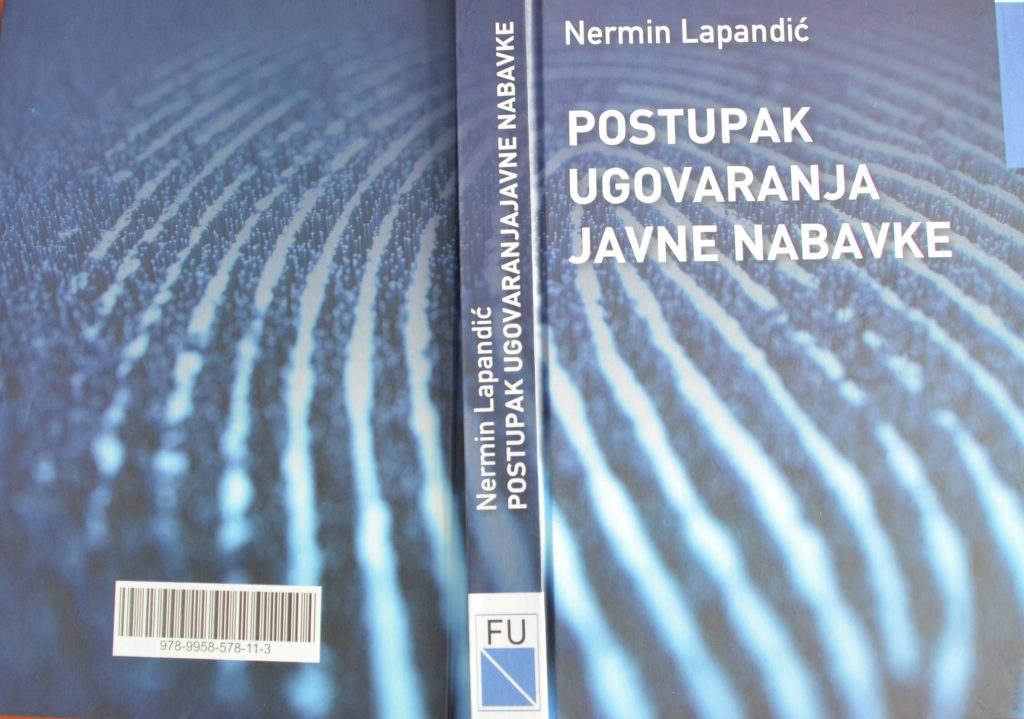 Nermin Lapandić
POSTUPAK
UGOVARANJA
JAVNE NABAVKE
Nermin Lapandić
POSTUPAK UGOVARANJAJAVNE NABAVKE
FU
978-9958-578-11-3